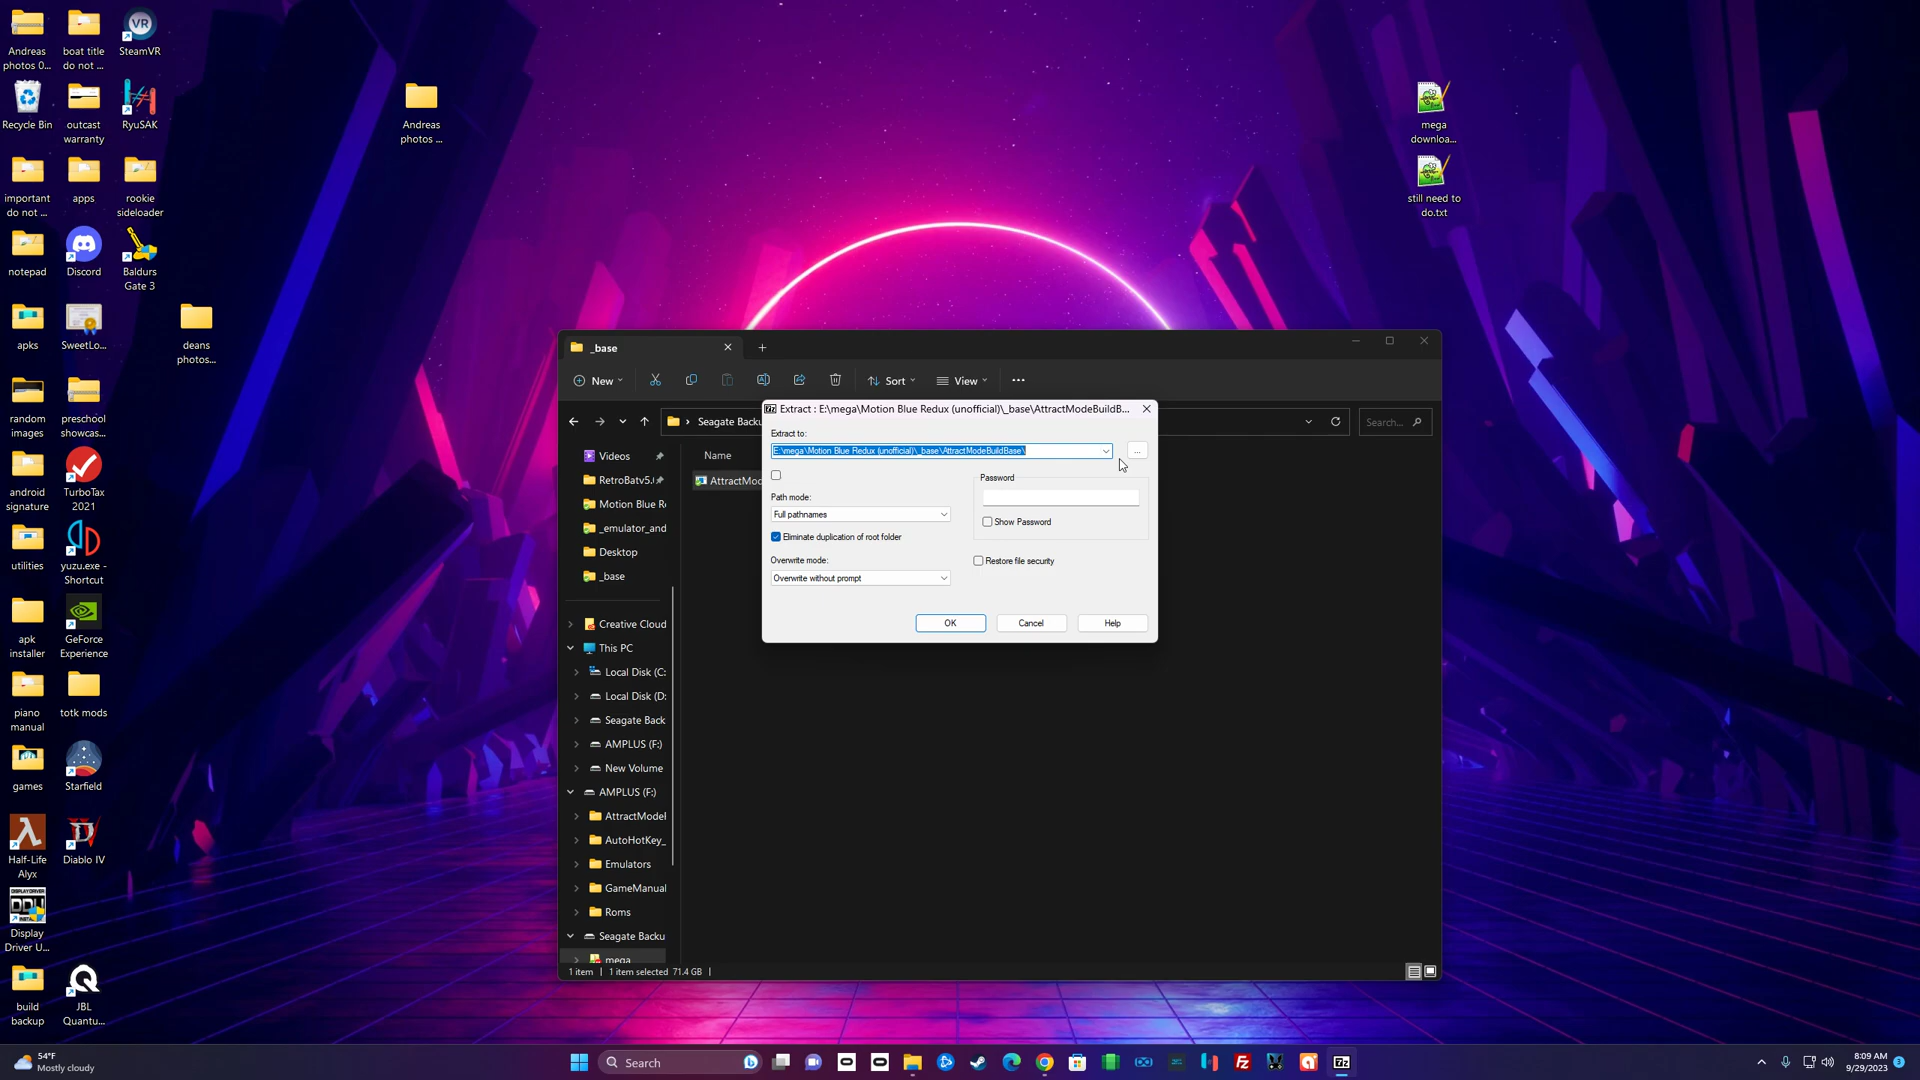 Andreas
photos 0...
boat title
do not ...
SteamVR
Recycle Bin
outcast
warranty
RyuSAK
important
do not ...
apps
rookie
sideloader
notepad
Discord
Baldurs
Gate 3
apks
SweetLo...
deans
photos...
random
images
preschool
showcas...
android
signature
TurboTax
2021
utilities
yuzu.exe -
Shortcut
apk
installer
GeForce
Experience
piano
manual
totk mods
games
Starfield
Half-Life
Alyx
Diablo IV
Display
Driver U...
build
backup
JBL
Quantu...
Andreas
photos ...
mega
downloa...
still need to
do.txt
_base
New
Sort
View
Seagate Backu
Search...
Videos
RetroBatv5.(
Motion Blue Re
_emulator_and
Desktop
_base
Creative Cloud
This PC
Local Disk (C:
Local Disk (D:
Seagate Back
AMPLUS (F:)
New Volume
AMPLUS (F:)
AttractModeI
AutoHotKey_
Emulators
GameManual
Roms
Seagate Backu
mega
Name
AttractMod
1 item
1 item selected 71.4 GB
Extract : E:\mega\Motion Blue Redux (unofficial)\_base\AttractModeBuildB...
Extract to:
E:\mega\Motion Blue Redux (unofficial)\_base\AttractModeBuildBase\
...
Path mode:
Full pathnames
Eliminate duplication of root folder
Overwrite mode:
Overwrite without prompt
Password
Show Password
Restore file security
OK
Cancel
Help
54°F
Mostly cloudy
Search
8:09 AM
9/29/2023
3